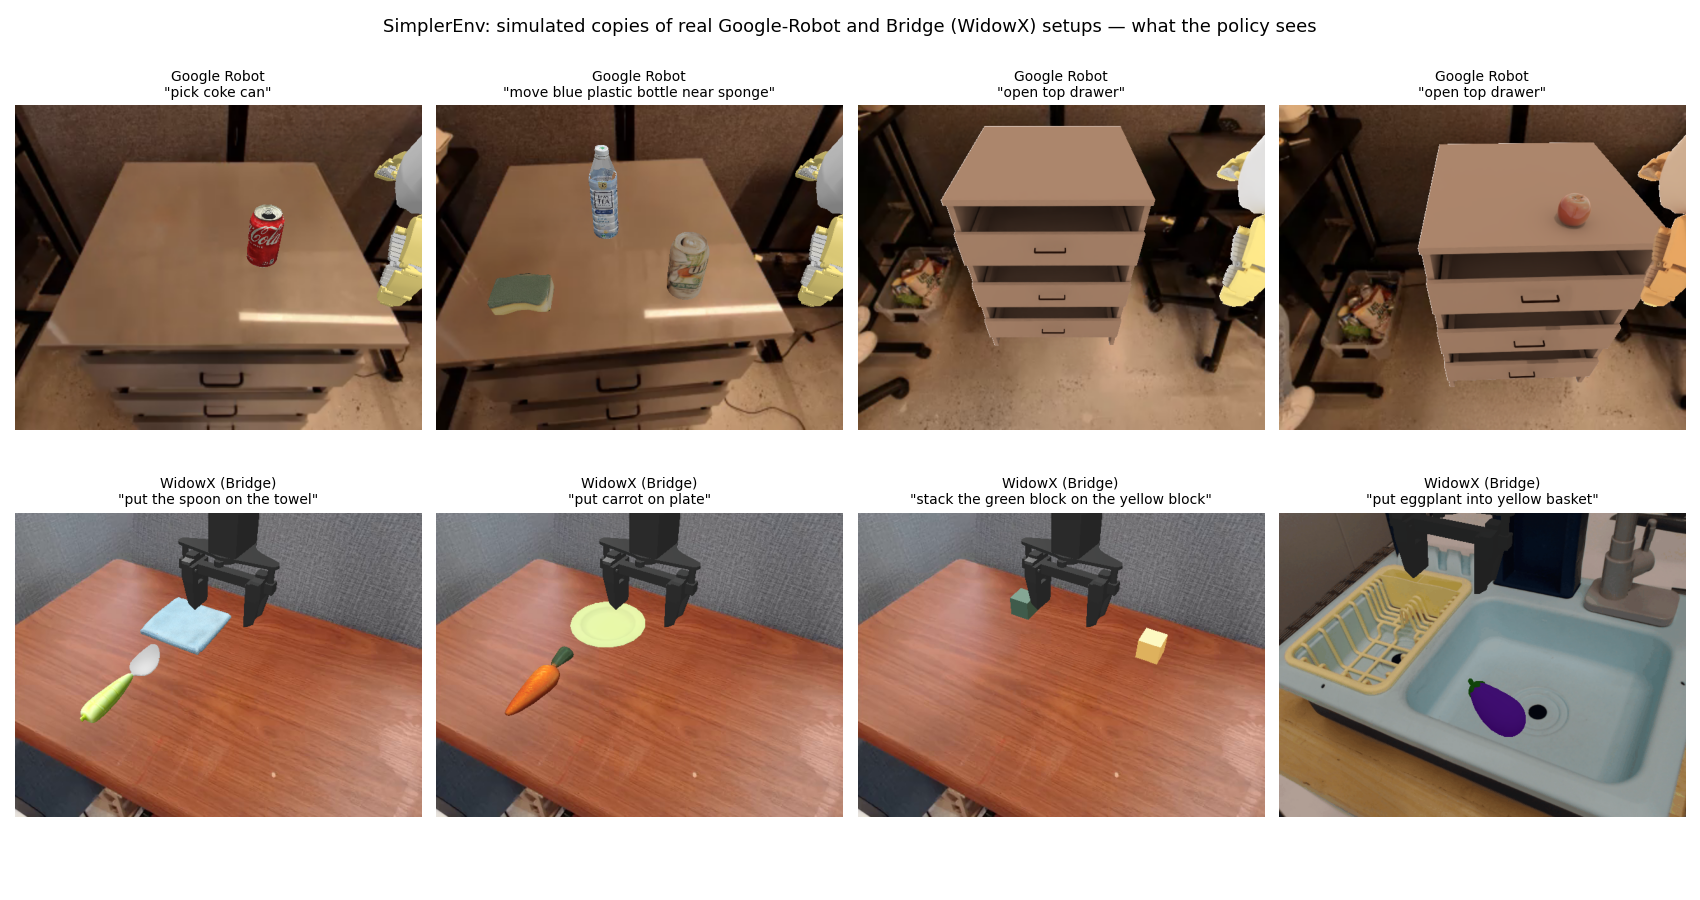 SimplerEnv: simulated copies of real Google-Robot and Bridge (WidowX) setups — what the policy sees
Google Robot
"pick coke can"
Google Robot
"move blue plastic bottle near sponge"
Google Robot
"open top drawer"
Google Robot
"open top drawer"
TEA
WidowX (Bridge)
"put the spoon on the towel"
WidowX (Bridge)
"put carrot on plate"
WidowX (Bridge)
"stack the green block on the yellow block"
WidowX (Bridge)
"put eggplant into yellow basket"